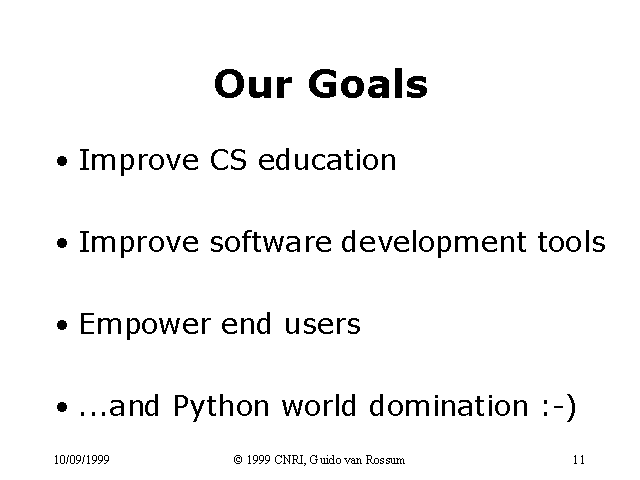 Our Goals
• Improve CS education
• Improve software development tools
• Empower end users
• ...and Python world domination :-)
10/09/1999 © 1999 CNRI, Guido van Rossum 11